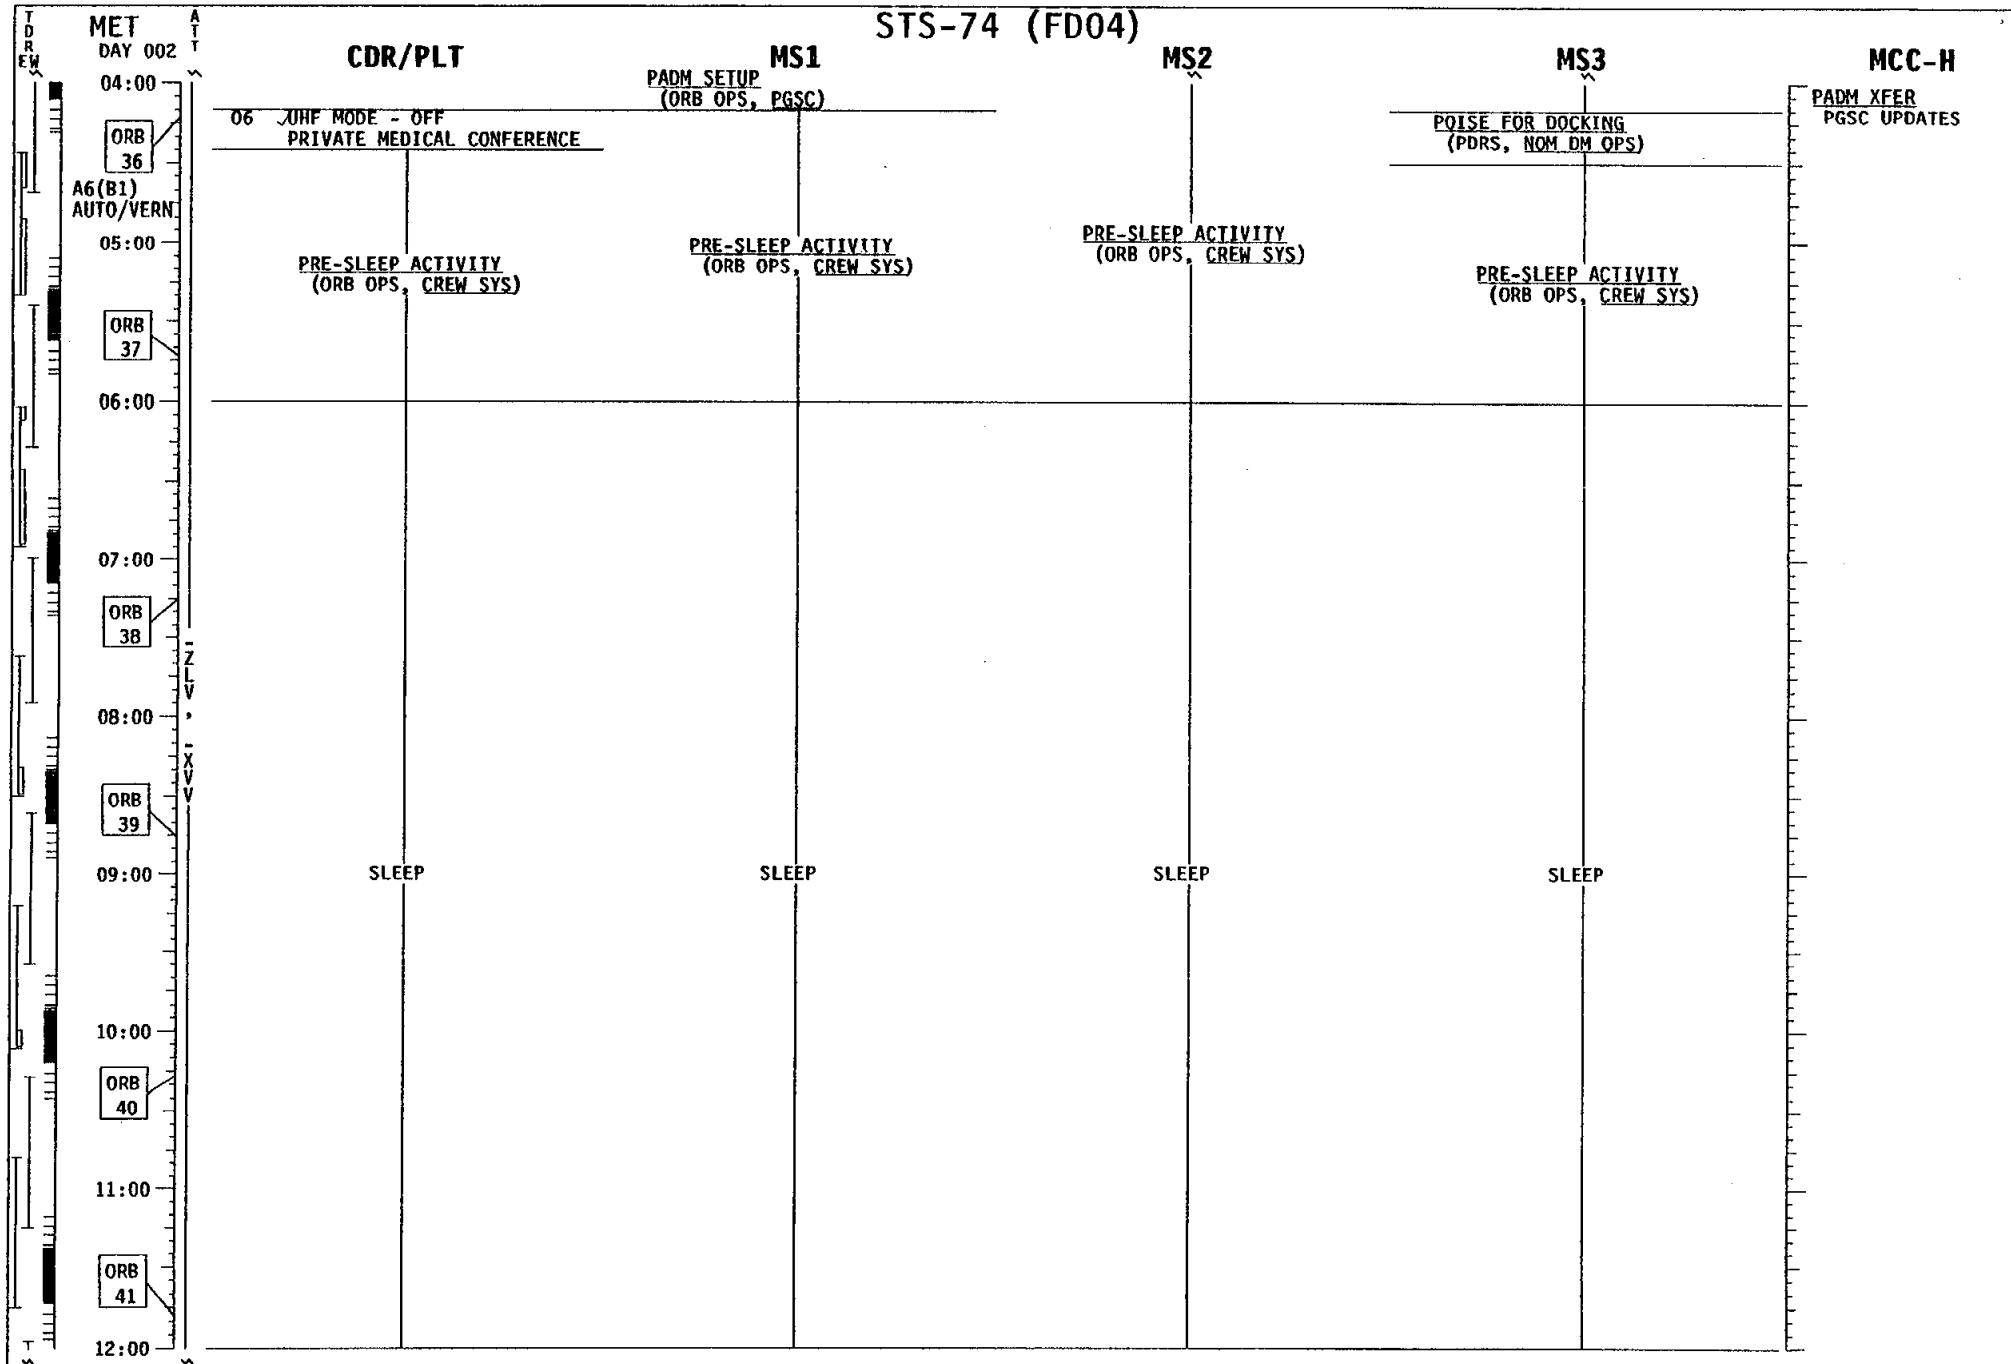 STS-74 (FD04)
TDRE W
MET
DAY 002
ATT
CDR/PLT
MS1
MS2
MS3
MCC-H
04:00
PADM SETUP
(ORB OPS, PGSC)
PADM XFER
PGSC UPDATES
06 √UHF MODE - OFF
PRIVATE MEDICAL CONFERENCE
POISE FOR DOCKING
(PDRS, NOM DM OPS)
ORB
36
A6(B1)
AUTO/VERN
05:00
PRE-SLEEP ACTIVITY
(ORB OPS, CREW SYS)
PRE-SLEEP ACTIVITY
(ORB OPS, CREW SYS)
PRE-SLEEP ACTIVITY
(ORB OPS, CREW SYS)
PRE-SLEEP ACTIVITY
(ORB OPS, CREW SYS)
ORB
37
06:00
07:00
ORB
38
-ZLV, -XVV
08:00
ORB
39
09:00
SLEEP
SLEEP
SLEEP
SLEEP
10:00
ORB
40
11:00
ORB
41
12:00